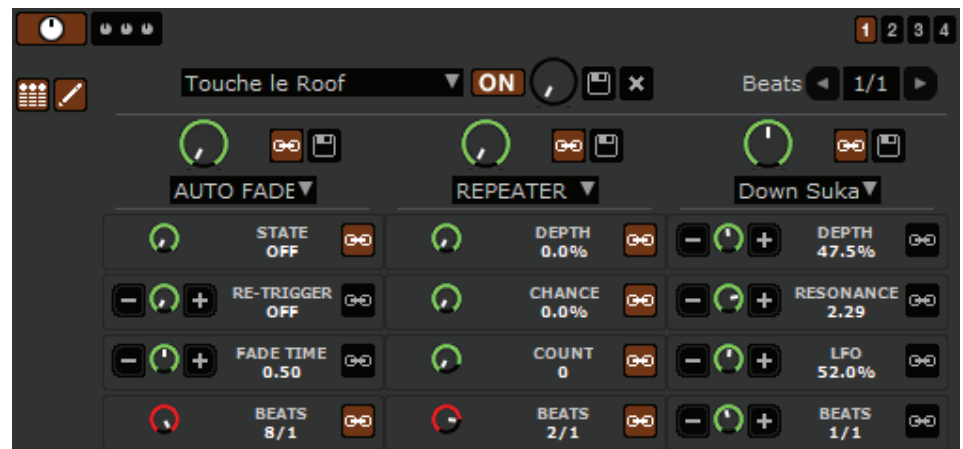 1 2 3 4
Touche le Roof ON Beats 1/1
AUTO FADE REPEATER Down Suka
STATE DEPTH DEPTH
OFF 0.0% 47.5%
RE-TRIGGER CHANCE RESONANCE
OFF 0.0% 2.29
FADE TIME COUNT LFO
0.50 0 52.0%
BEATS BEATS BEATS
8/1 2/1 1/1